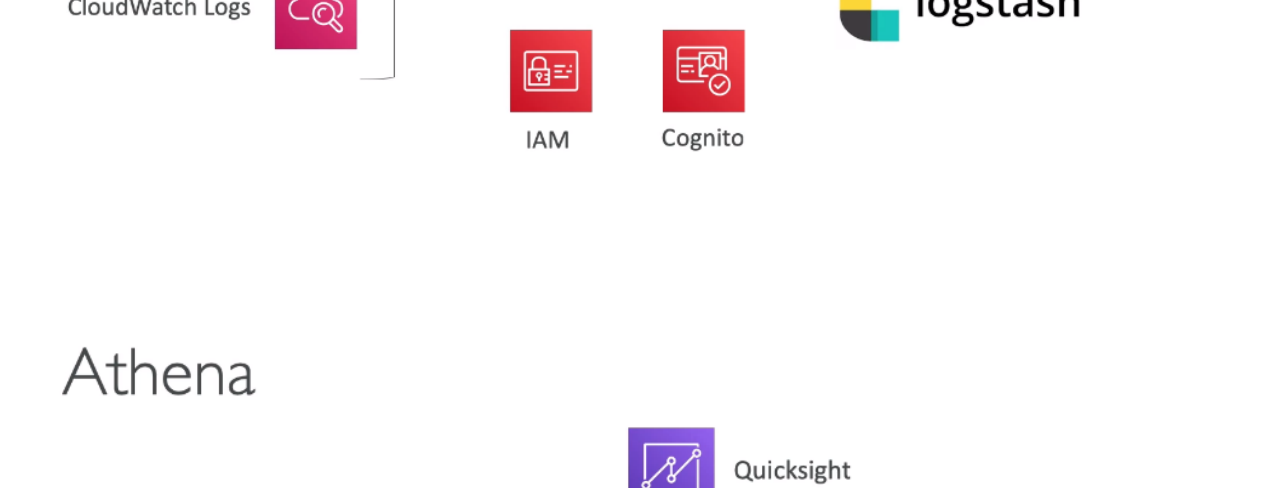 CloudWatch Logs
logstash
IAM
Cognito
Athena
Quicksight